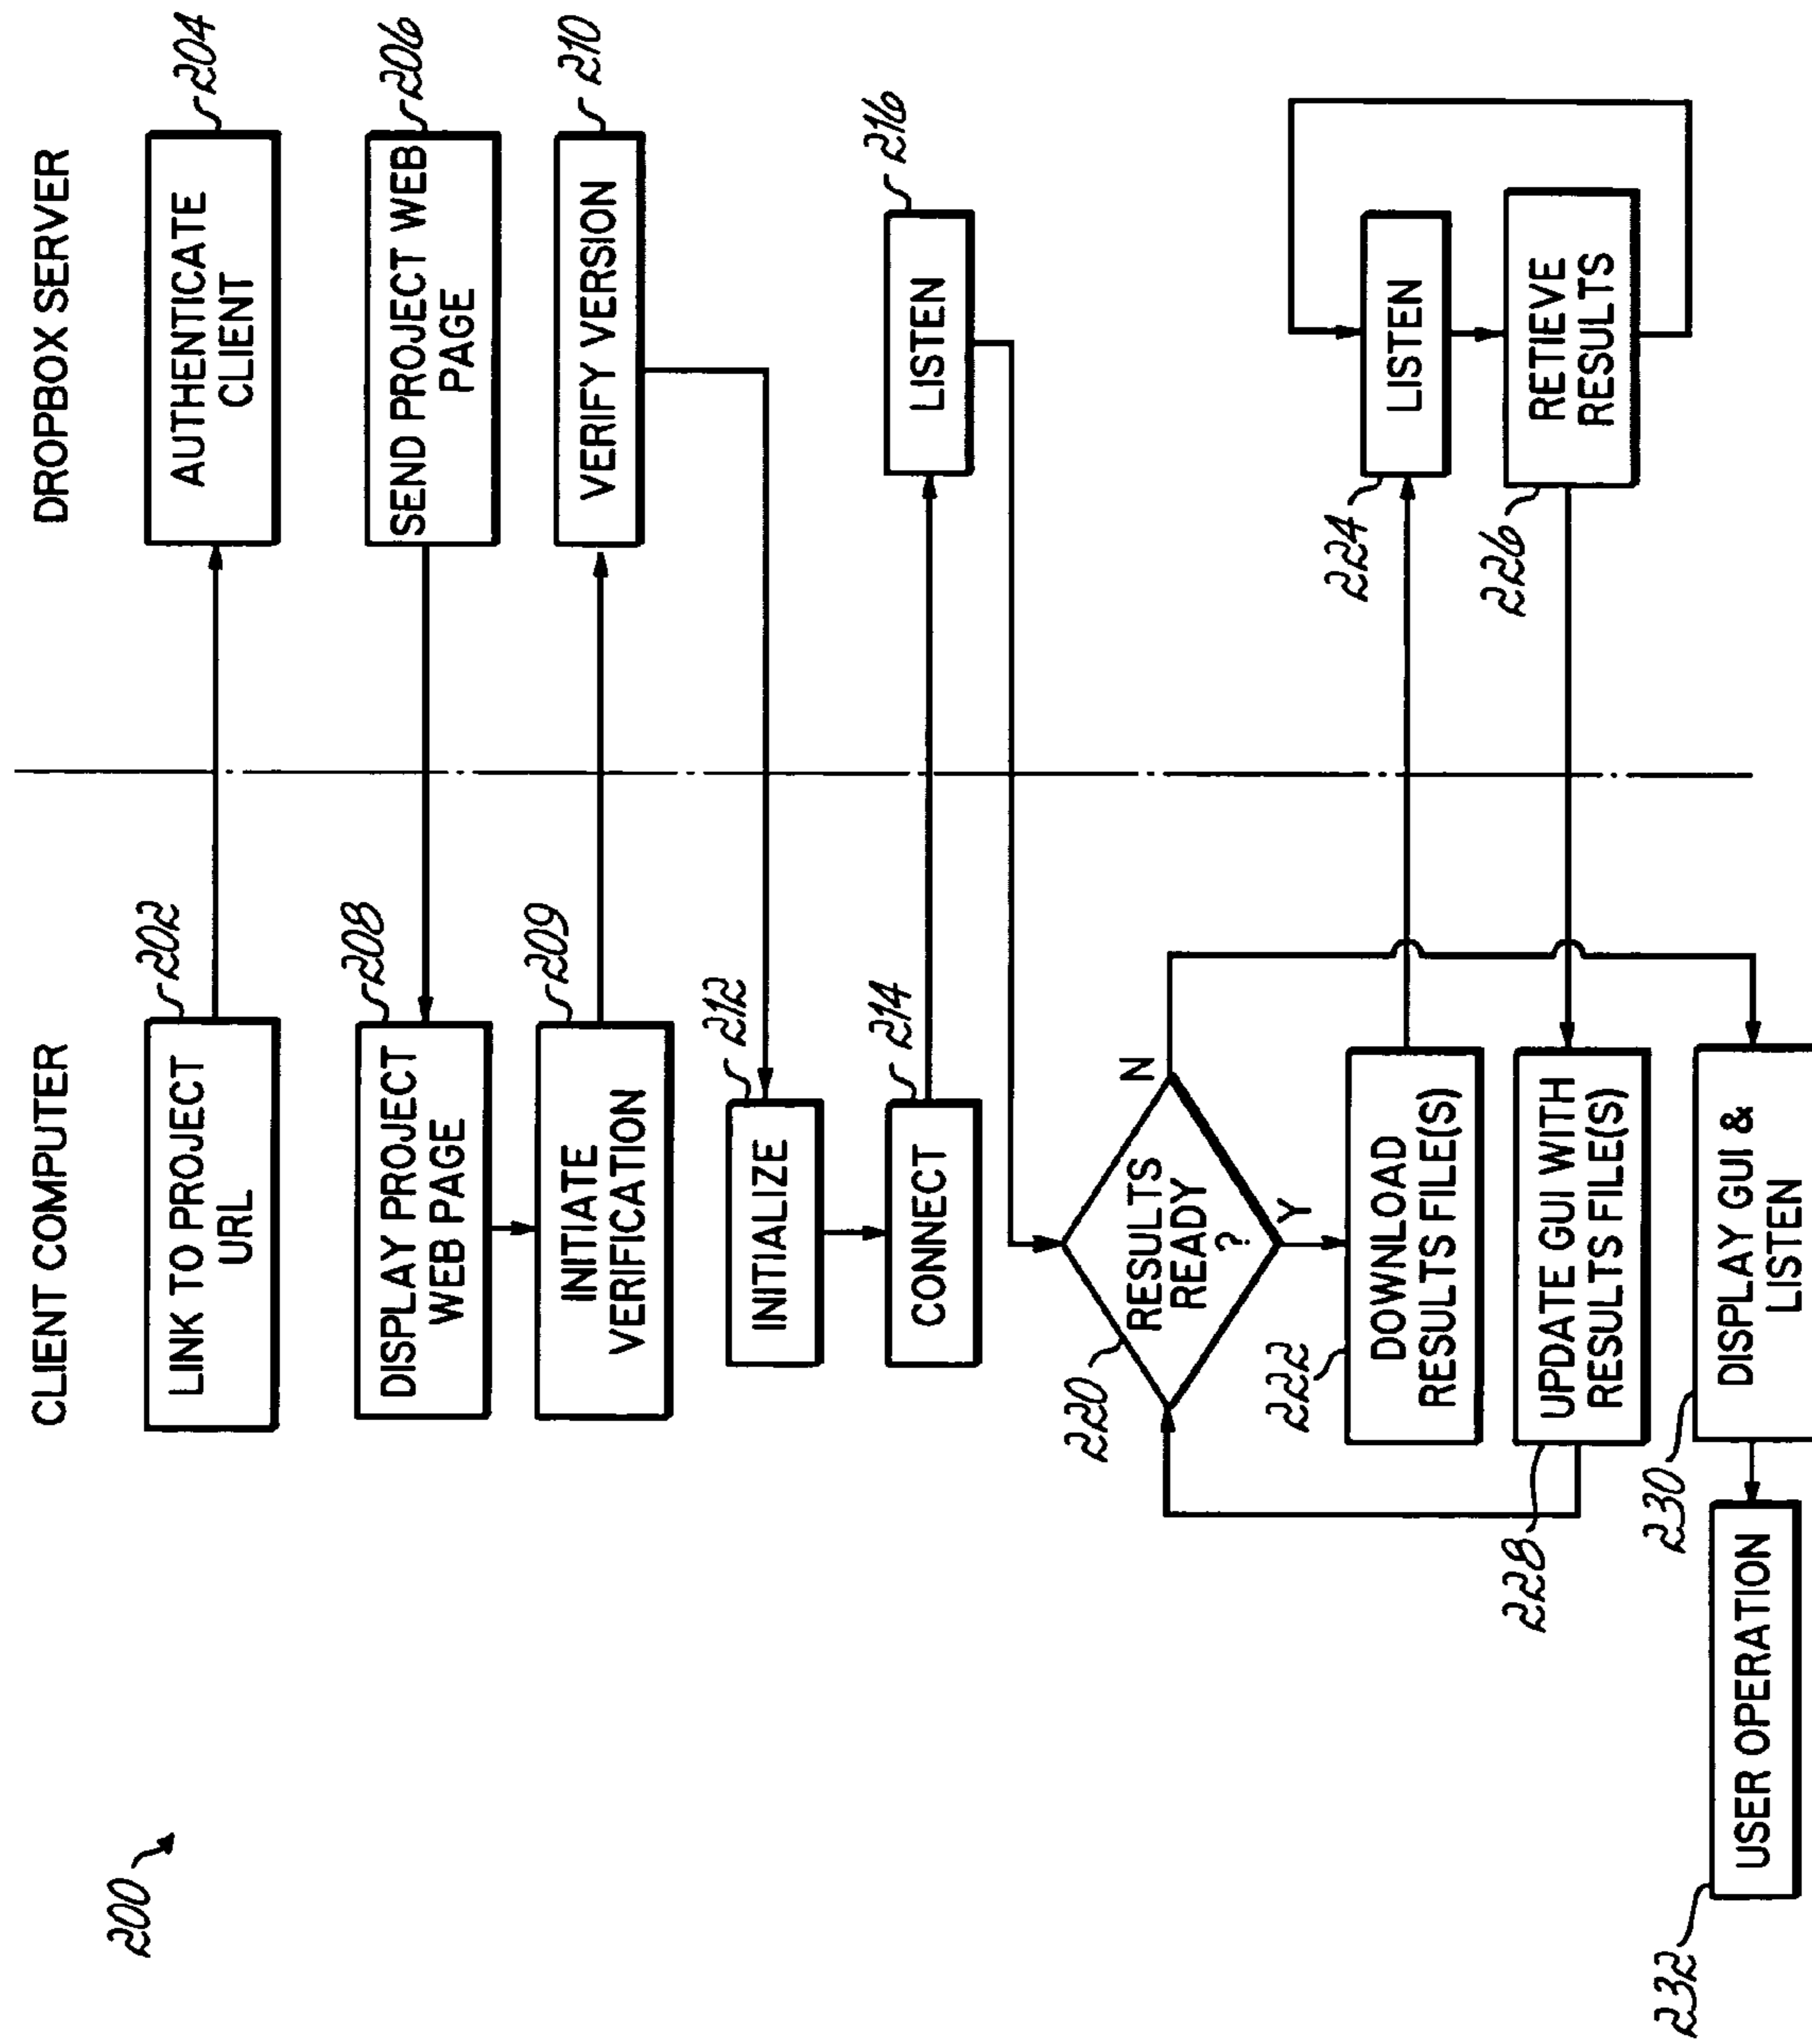 200
CLIENT COMPUTER
DROPBOX SERVER
202
LINK TO PROJECT
URL
204
AUTHENTICATE
CLIENT
206
SEND PROJECT WEB
PAGE
208
DISPLAY PROJECT
WEB PAGE
209
INITIATE
VERIFICATION
210
VERIFY VERSION
212
INITIALIZE
214
CONNECT
216
LISTEN
220
RESULTS
READY
?
N
Y
222
DOWNLOAD
RESULTS FILE(S)
224
LISTEN
226
RETIEVE
RESULTS
228
UPDATE GUI WITH
RESULTS FILE(S)
230
DISPLAY GUI &
LISTEN
232
USER OPERATION